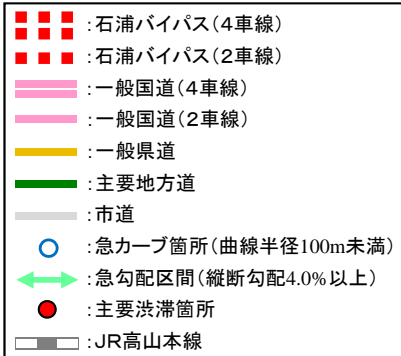 :石浦バイパス(4車線)
:石浦バイパス(2車線)
:一般国道(4車線)
:一般国道(2車線)
:一般県道
:主要地方道
:市道
:急カーブ箇所(曲線半径100m未満)
:急勾配区間(縦断勾配4.0%以上)
:主要渋滞箇所
:JR高山本線